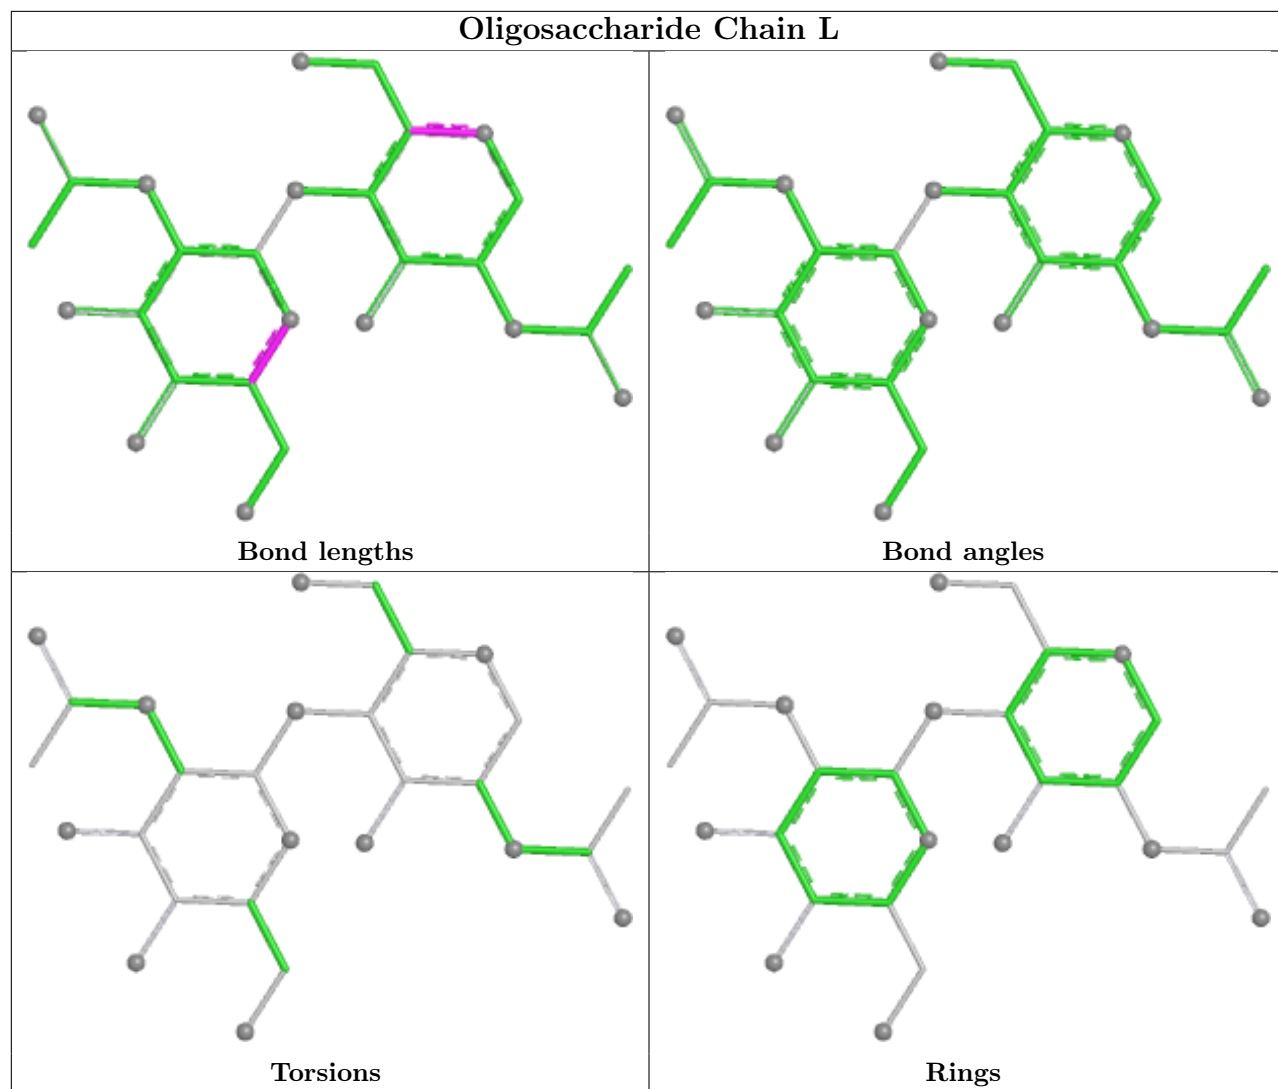 Oligosaccharide Chain L
Bond lengths
Bond angles
Torsions
Rings